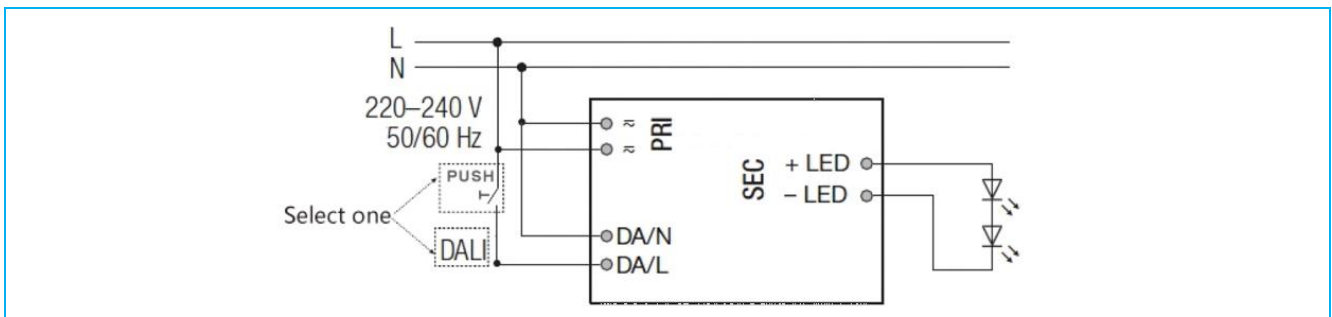 L
N
220–240 V
50/60 Hz
PUSH
Select one
DALI
≂ PRI
≂
SEC
+ LED
– LED
DA/N
DA/L